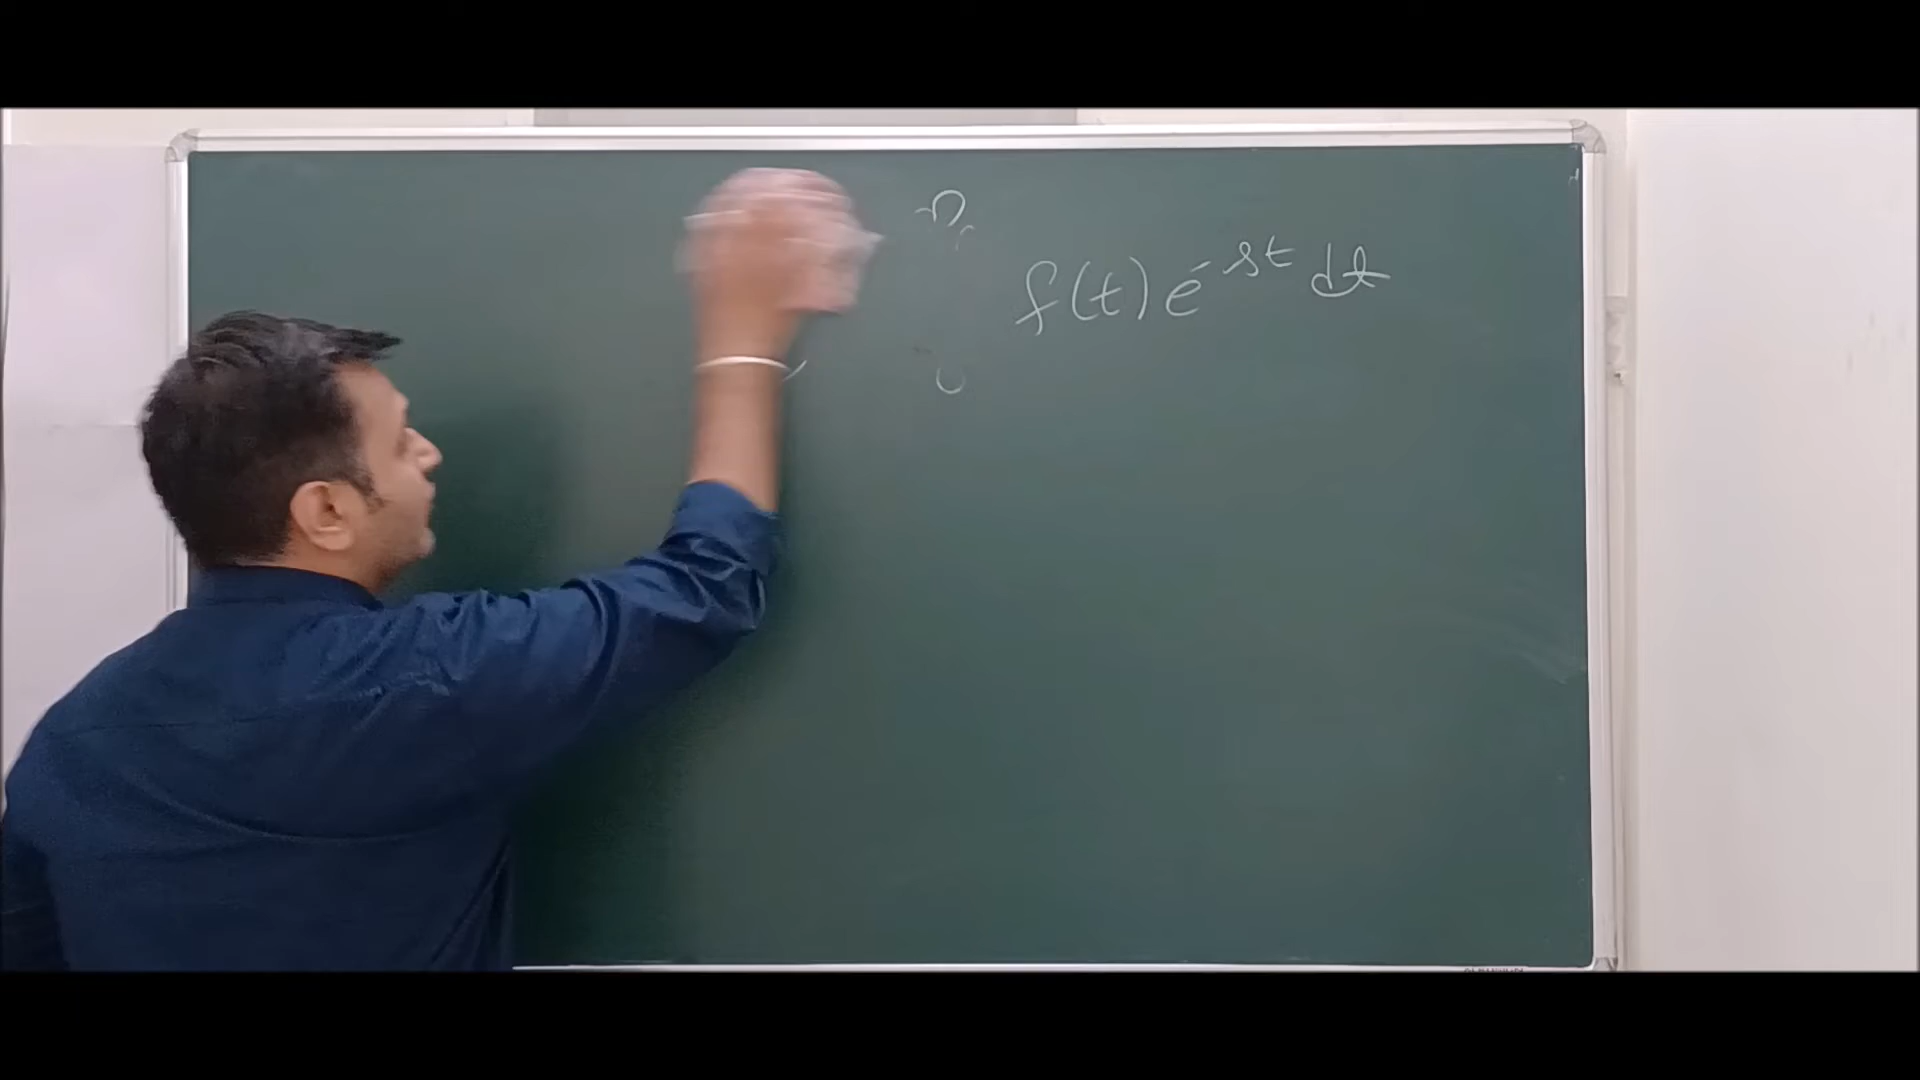 f(t) e^{-st} dt